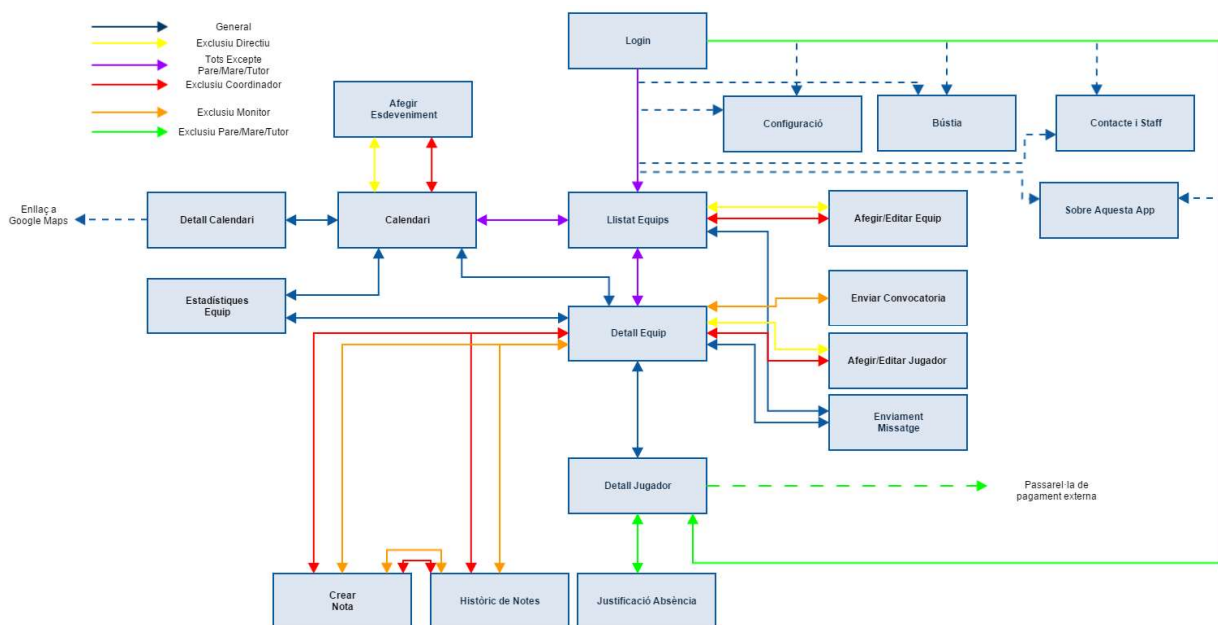 General
Exclusiu Directiu
Tots Excepte
Pare/Mare/Tutor
Exclusiu Coordinador
Exclusiu Monitor
Exclusiu Pare/Mare/Tutor
Login
Afegir
Esdeveniment
Configuració
Bústia
Contacte i Staff
Enllaç a
Google Maps
Detall Calendari
Calendari
Llistat Equips
Afegir/Editar Equip
Sobre Aquesta App
Estadístiques
Equip
Detall Equip
Enviar Convocatoria
Afegir/Editar Jugador
Enviament
Missatge
Detall Jugador
Passarel·la de
pagament externa
Crear
Nota
Històric de Notes
Justificació Absència